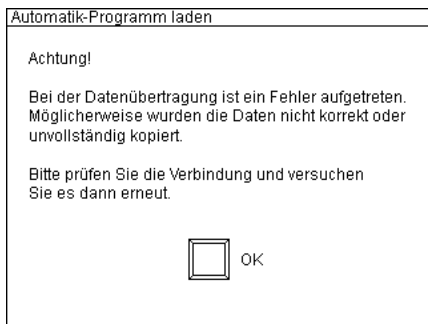 Automatik-Programm laden
Achtung!
Bei der Datenübertragung ist ein Fehler aufgetreten.
Möglicherweise wurden die Daten nicht korrekt oder
unvollständig kopiert.
Bitte prüfen Sie die Verbindung und versuchen
Sie es dann erneut.
OK